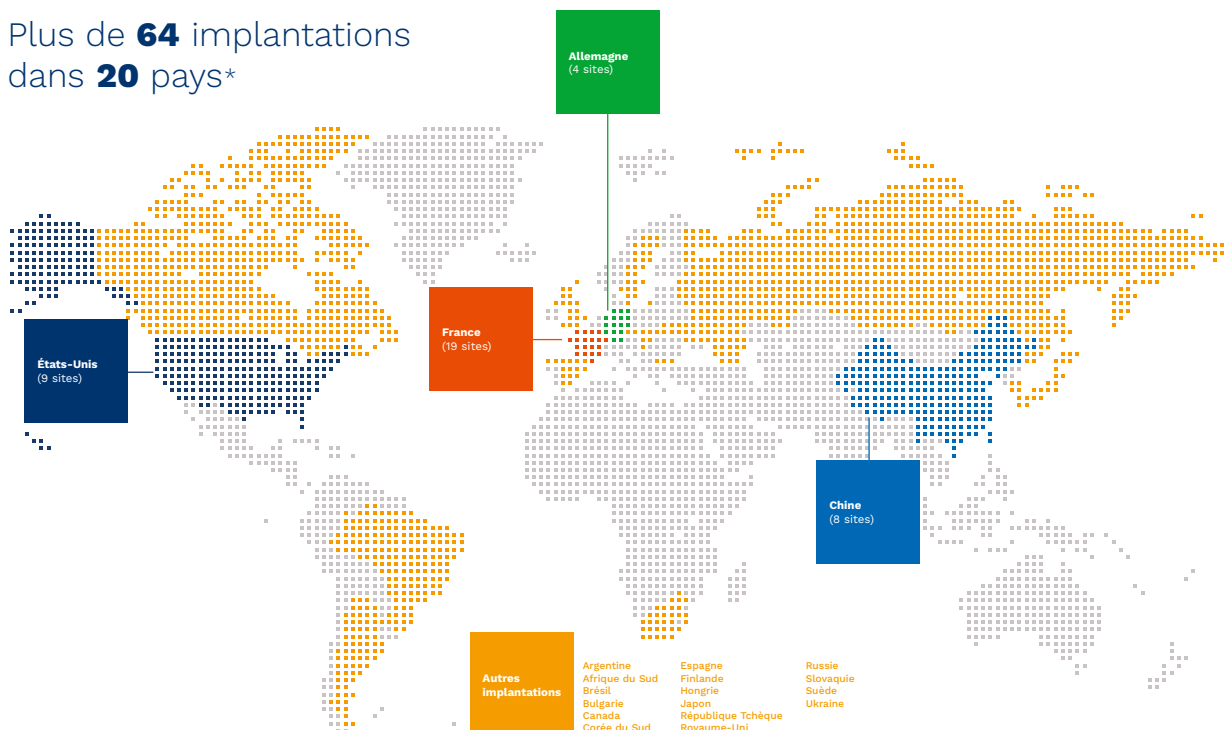 Plus de 64 implantations
dans 20 pays*
Allemagne
(4 sites)
France
(19 sites)
États-Unis
(9 sites)
Chine
(8 sites)
Autres
implantations
Argentine
Afrique du Sud
Brésil
Bulgarie
Canada
Corée du Sud
Espagne
Finlande
Hongrie
Japon
République Tchèque
Royaume-Uni
Russie
Slovaquie
Suède
Ukraine